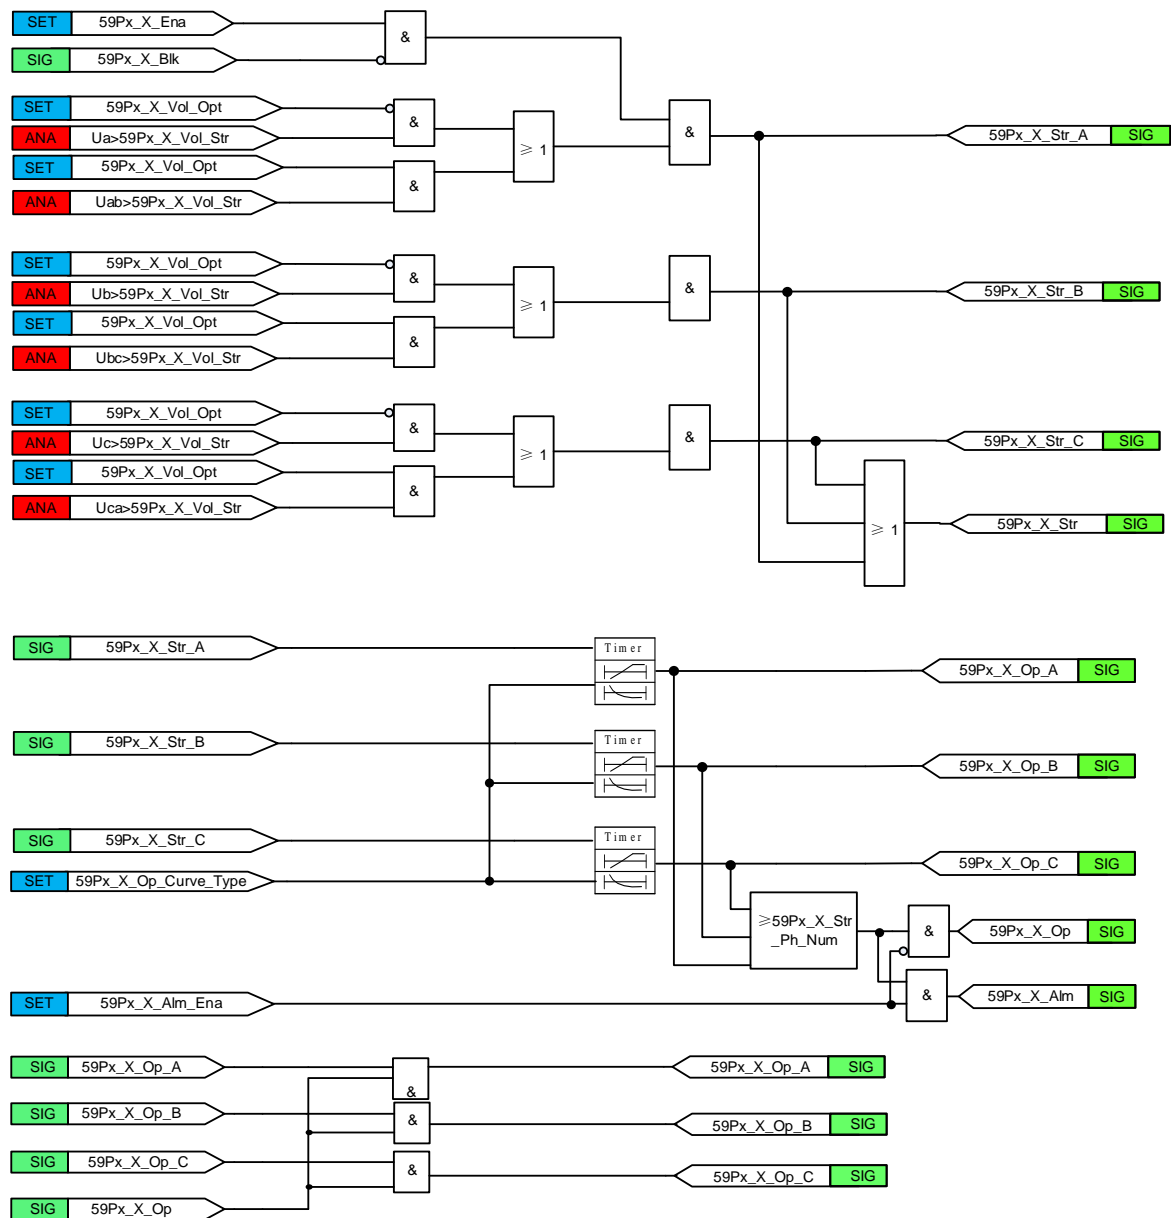 SET 59Px_X_Ena
&
SIG 59Px_X_Blk
SET 59Px_X_Vol_Opt
&
ANA Ua>59Px_X_Vol_Str
& 59Px_X_Str_A SIG
≥ 1
SET 59Px_X_Vol_Opt
&
ANA Uab>59Px_X_Vol_Str
SET 59Px_X_Vol_Opt
&
ANA Ub>59Px_X_Vol_Str
& 59Px_X_Str_B SIG
≥ 1
SET 59Px_X_Vol_Opt
&
ANA Ubc>59Px_X_Vol_Str
SET 59Px_X_Vol_Opt
&
ANA Uc>59Px_X_Vol_Str
& 59Px_X_Str_C SIG
≥ 1
SET 59Px_X_Vol_Opt
&
ANA Uca>59Px_X_Vol_Str
≥ 1 59Px_X_Str SIG
SIG 59Px_X_Str_A Timer
59Px_X_Op_A SIG
SIG 59Px_X_Str_B Timer
59Px_X_Op_B SIG
SIG 59Px_X_Str_C Timer
59Px_X_Op_C SIG
SET 59Px_X_Op_Curve_Type
≥59Px_X_Str
_Ph_Num
& 59Px_X_Op SIG
SET 59Px_X_Alm_Ena
& 59Px_X_Alm SIG
SIG 59Px_X_Op_A & 59Px_X_Op_A SIG
SIG 59Px_X_Op_B & 59Px_X_Op_B SIG
SIG 59Px_X_Op_C & 59Px_X_Op_C SIG
SIG 59Px_X_Op